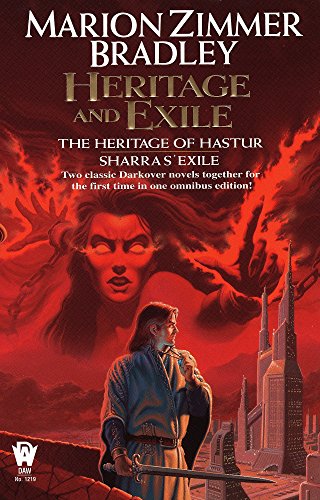 MARION ZIMMER
BRADLEY
HERITAGE
AND EXILE
THE HERITAGE OF HASTUR
SHARRA S' EXILE
Two classic Darkover novels together for
the first time in one omnibus edition!
DAW
No. 1219